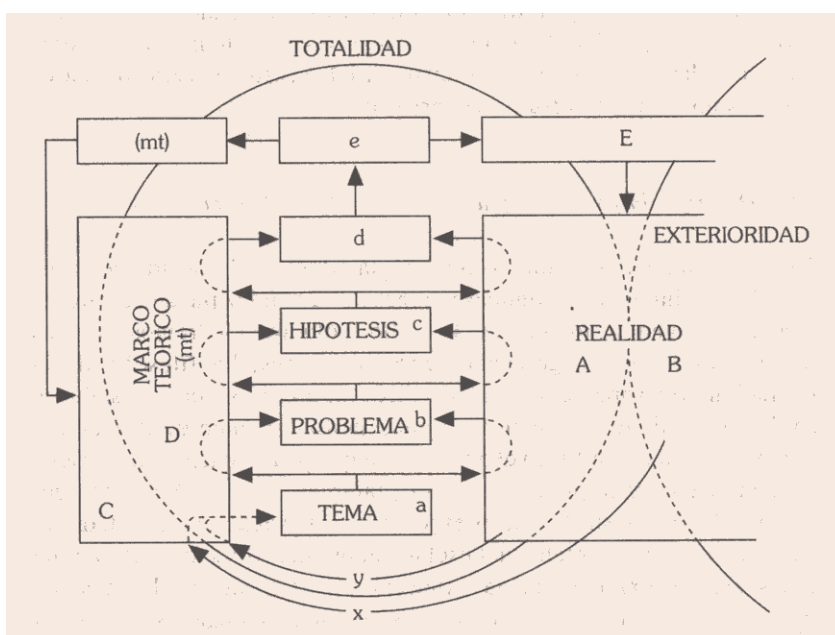 TOTALIDAD
(mt)
e
E
d
EXTERIORIDAD
MARCO
TEORICO
(mt)
HIPOTESIS c
REALIDAD
A B
PROBLEMA b
D
TEMA a
C
y
x